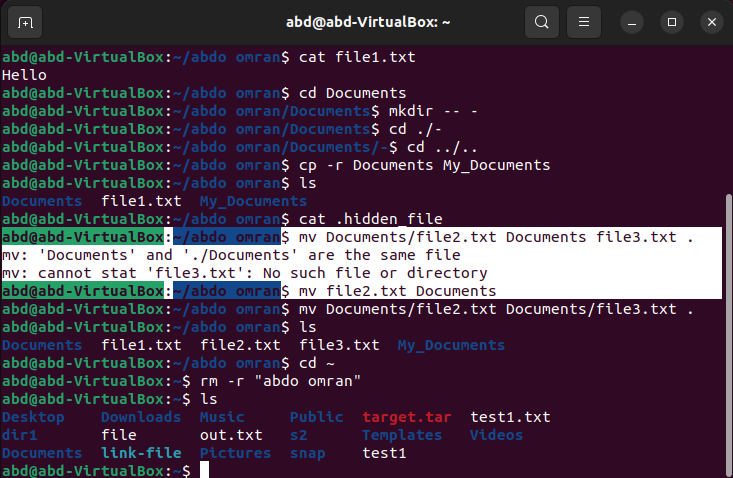 abd@abd-VirtualBox: ~
abd@abd-VirtualBox:~/abdo omran$ cat file1.txt
Hello
abd@abd-VirtualBox:~/abdo omran$ cd Documents
abd@abd-VirtualBox:~/abdo omran/Documents$ mkdir -- -
abd@abd-VirtualBox:~/abdo omran/Documents$ cd ./-
abd@abd-VirtualBox:~/abdo omran/Documents/-$ cd ../..
abd@abd-VirtualBox:~/abdo omran$ cp -r Documents My_Documents
abd@abd-VirtualBox:~/abdo omran$ ls
Documents  file1.txt  My_Documents
abd@abd-VirtualBox:~/abdo omran$ cat .hidden_file
abd@abd-VirtualBox:~/abdo omran$ mv Documents/file2.txt Documents file3.txt .
mv: 'Documents' and './Documents' are the same file
mv: cannot stat 'file3.txt': No such file or directory
abd@abd-VirtualBox:~/abdo omran$ mv file2.txt Documents
abd@abd-VirtualBox:~/abdo omran$ mv Documents/file2.txt Documents/file3.txt .
abd@abd-VirtualBox:~/abdo omran$ ls
Documents  file1.txt  file2.txt  file3.txt  My_Documents
abd@abd-VirtualBox:~/abdo omran$ cd ~
abd@abd-VirtualBox:~$ rm -r "abdo omran"
abd@abd-VirtualBox:~$ ls
Desktop    Downloads  Music     Public  target.tar  test1.txt
dir1       file       out.txt   s2      Templates   Videos
Documents  link-file  Pictures  snap    test1
abd@abd-VirtualBox:~$